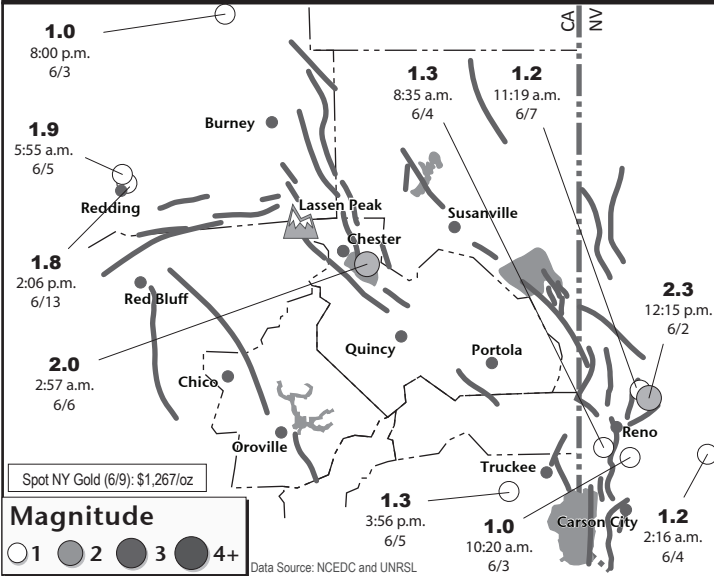 1.0
8:00 p.m.
6/3
CA
NV
1.3
8:35 a.m.
6/4
1.2
11:19 a.m.
6/7
Burney
1.9
5:55 a.m.
6/5
Redding
Lassen Peak
Susanville
Chester
1.8
2:06 p.m.
6/13
Red Bluff
2.3
12:15 p.m.
6/2
2.0
2:57 a.m.
6/6
Quincy
Portola
Chico
Oroville
Reno
Truckee
Spot NY Gold (6/9): $1,267/oz
1.3
3:56 p.m.
6/5
1.0
10:20 a.m.
6/3
Carson City
1.2
2:16 a.m.
6/4
Magnitude
1 2 3 4+
Data Source: NCEDC and UNRSL